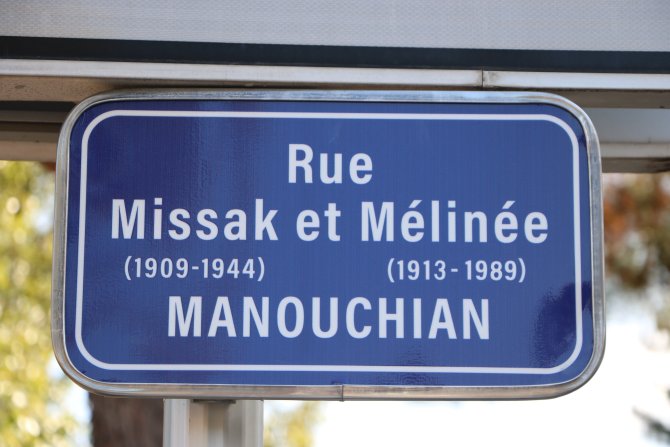 Rue
Missak et Mélinée
(1909-1944) (1913-1989)
MANOUCHIAN